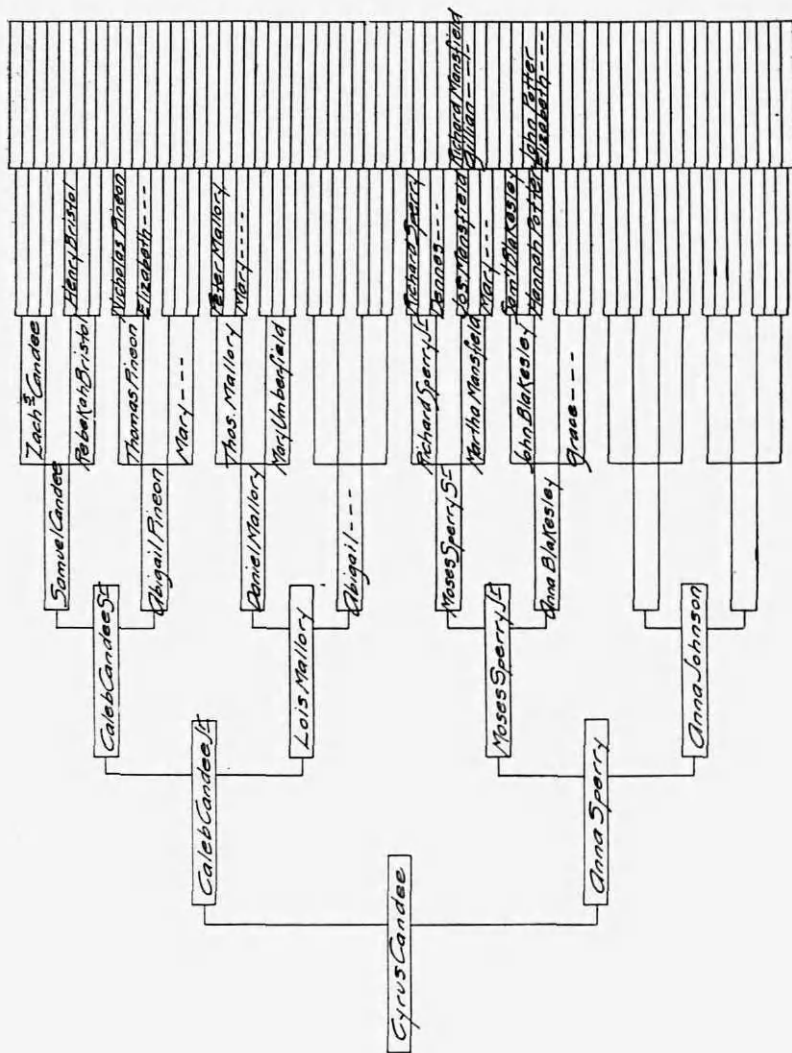 Cyrus Candee
Caleb Candee Jr
Anna Sperry
Caleb Candee Sr
Lois Mallory
Moses Sperry Jr
Anna Johnson
Samuel Candee
Abigail Pineon
Daniel Mallory
Abigail ---
Moses Sperry Sr
Anna Blakesley
Zachs Candee
Rebekah Bristol
Thomas Pineon
Mary ---
Thos. Mallory
Mary Umberfield
Richard Sperry Jr
Martha Mansfield
John Blakesley
Grace ---
Henry Bristol
Nicholas Pineon
Elizabeth ---
Peter Mallory
Mary ----
Richard Sperry
Dennes ---
Jos. Mansfield
Mary ---
Saml Blakesley
Hannah Potter
Richard Mansfield
Gillian ----
John Potter
Elizabeth ---